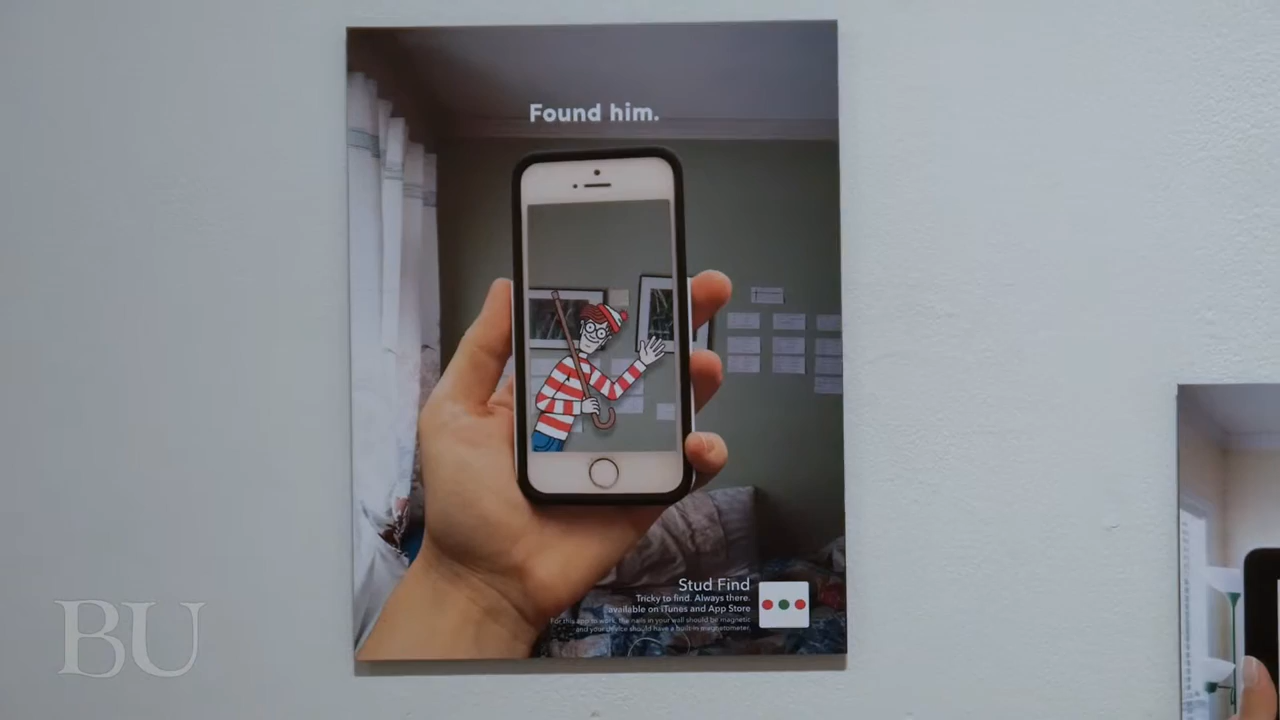 Found him.
Stud Find
Tricky to find. Always there.
available on iTunes and App Store
For this app to work, the nails in your wall should be magnetic
and your device should have a built-in magnetometer.
BU